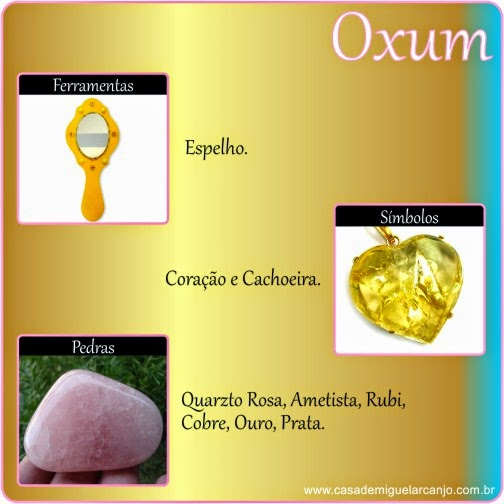 Oxum
Ferramentas
Espelho.
Símbolos
Coração e Cachoeira.
Pedras
Quarzto Rosa, Ametista, Rubi,
Cobre, Ouro, Prata.
www.casademiguelarcanjo.com.br